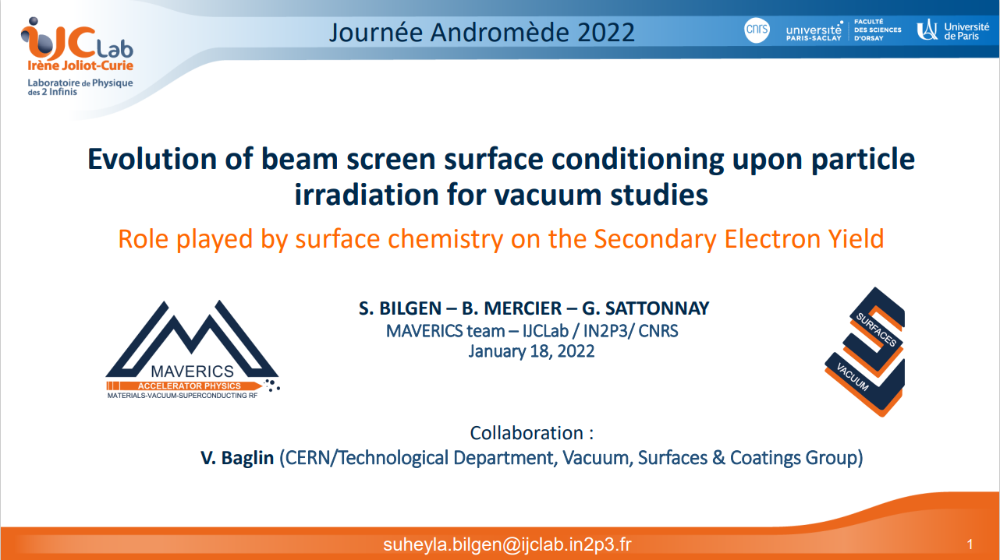 Journée Andromède 2022
iJCLab
Irène Joliot-Curie
Laboratoire de Physique
des 2 Infinis
cnrs
université
PARIS-SACLAY
FACULTÉ
DES SCIENCES
D'ORSAY
Université
de Paris
Evolution of beam screen surface conditioning upon particle
irradiation for vacuum studies
Role played by surface chemistry on the Secondary Electron Yield
S. BILGEN – B. MERCIER – G. SATTONNAY
MAVERICS team – IJCLab / IN2P3/ CNRS
January 18, 2022
MAVERICS
ACCELERATOR PHYSICS
MATERIALS-VACUUM-SUPERCONDUCTING RF
SURFACES
VACUUM
Collaboration :
V. Baglin (CERN/Technological Department, Vacuum, Surfaces & Coatings Group)
suheyla.bilgen@ijclab.in2p3.fr
1